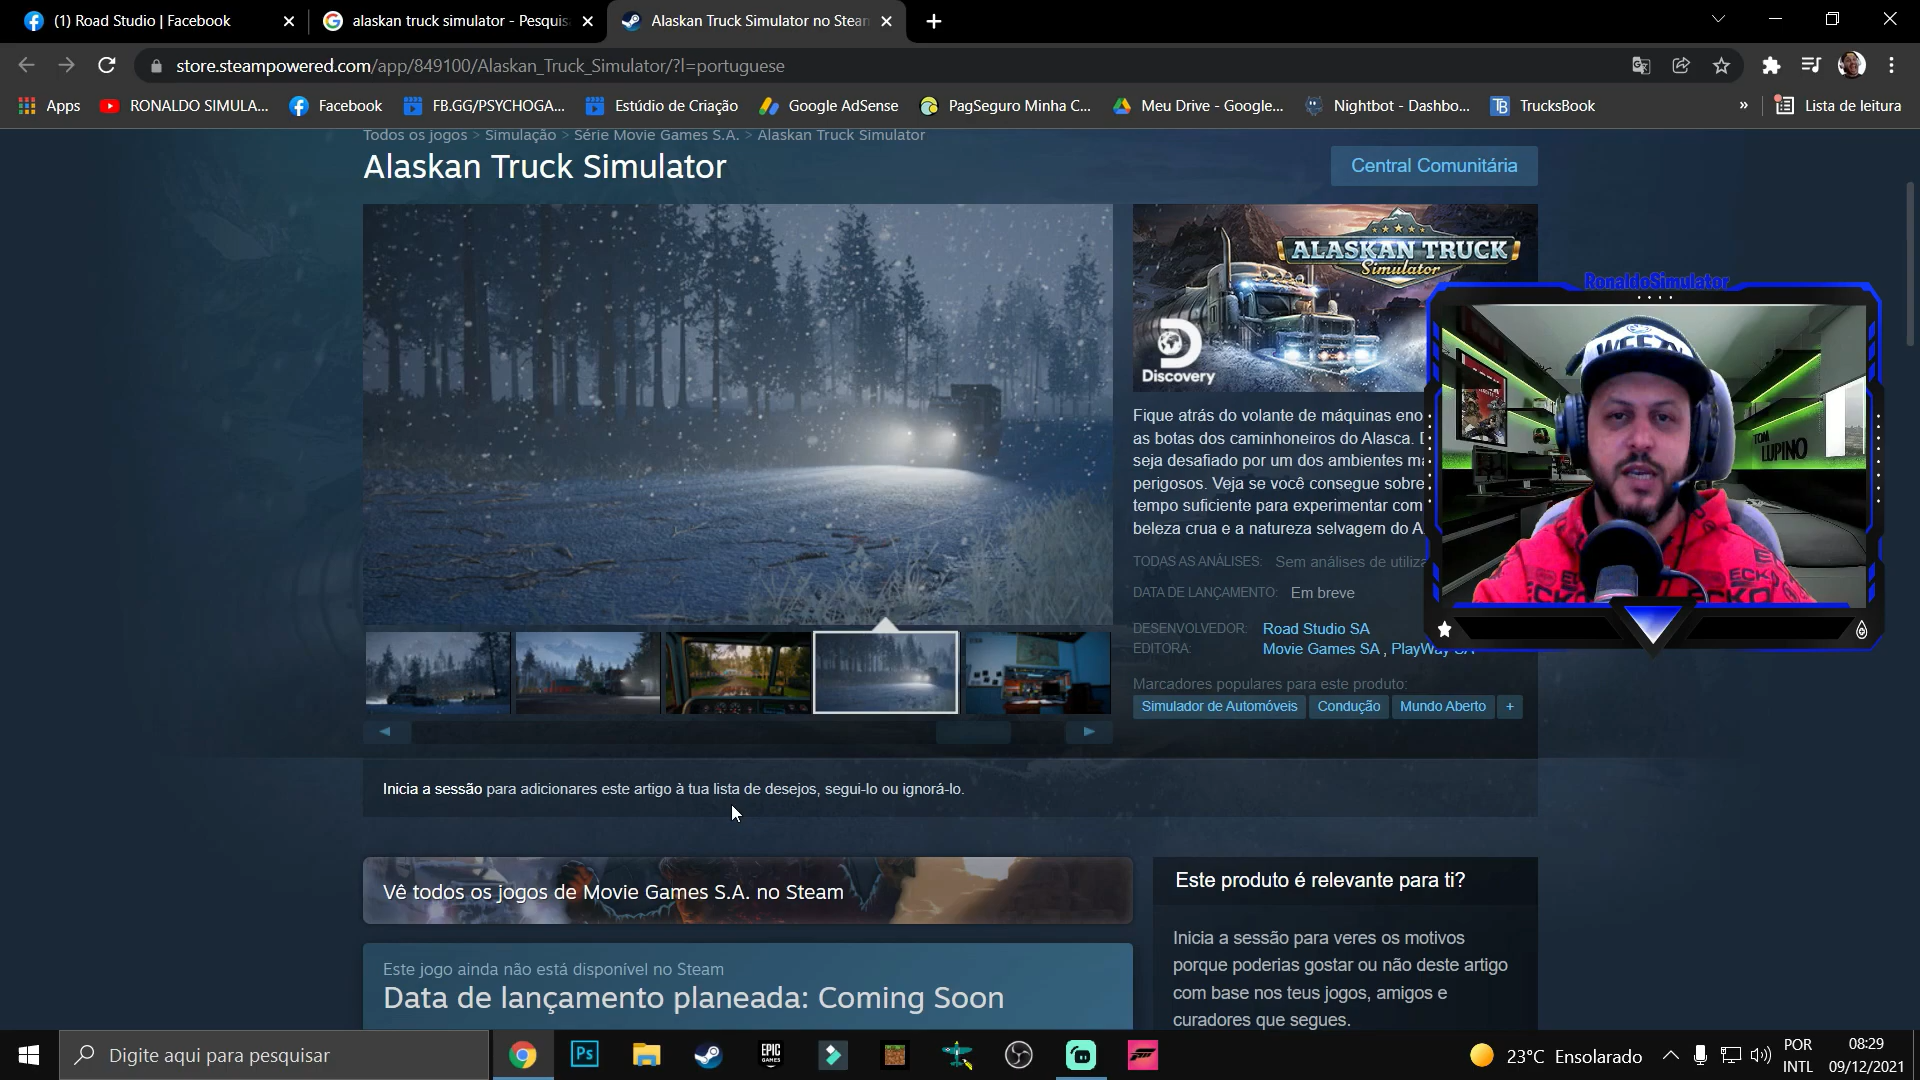 (1) Road Studio | Facebook
alaskan truck simulator - Pesquis
Alaskan Truck Simulator no Stean
store.steampowered.com/app/849100/Alaskan_Truck_Simulator/?l=portuguese
Apps
RONALDO SIMULA...
Facebook
FB.GG/PSYCHOGA...
Estúdio de Criação
Google AdSense
PagSeguro Minha C...
Meu Drive - Google...
Nightbot - Dashbo...
TrucksBook
»
Lista de leitura
Todos os jogos > Simulação > Série Movie Games S.A. > Alaskan Truck Simulator
Alaskan Truck Simulator
Central Comunitária
ALASKAN TRUCK
Simulator
Discovery
RonaldoSimulator
WEEZY
TOM
LUPINO
Fique atrás do volante de máquinas eno
as botas dos caminhoneiros do Alasca.
seja desafiado por um dos ambientes ma
perigosos. Veja se você consegue sobre
tempo suficiente para experimentar com
beleza crua e a natureza selvagem do A
TODAS AS ANÁLISES: Sem análises de utiliza
DATA DE LANÇAMENTO: Em breve
DESENVOLVEDOR: Road Studio SA
EDITORA: Movie Games SA, PlayWay SA
Marcadores populares para este produto:
Simulador de Automóveis
Condução
Mundo Aberto
+
Inicia a sessão para adicionares este artigo à tua lista de desejos, segui-lo ou ignorá-lo.
Vê todos os jogos de Movie Games S.A. no Steam
Este produto é relevante para ti?
Inicia a sessão para veres os motivos
porque poderias gostar ou não deste artigo
com base nos teus jogos, amigos e
curadores que segues.
Este jogo ainda não está disponível no Steam
Data de lançamento planeada: Coming Soon
Digite aqui para pesquisar
Ps
EPIC
GAMES
23°C Ensolarado
POR
INTL
08:29
09/12/2021